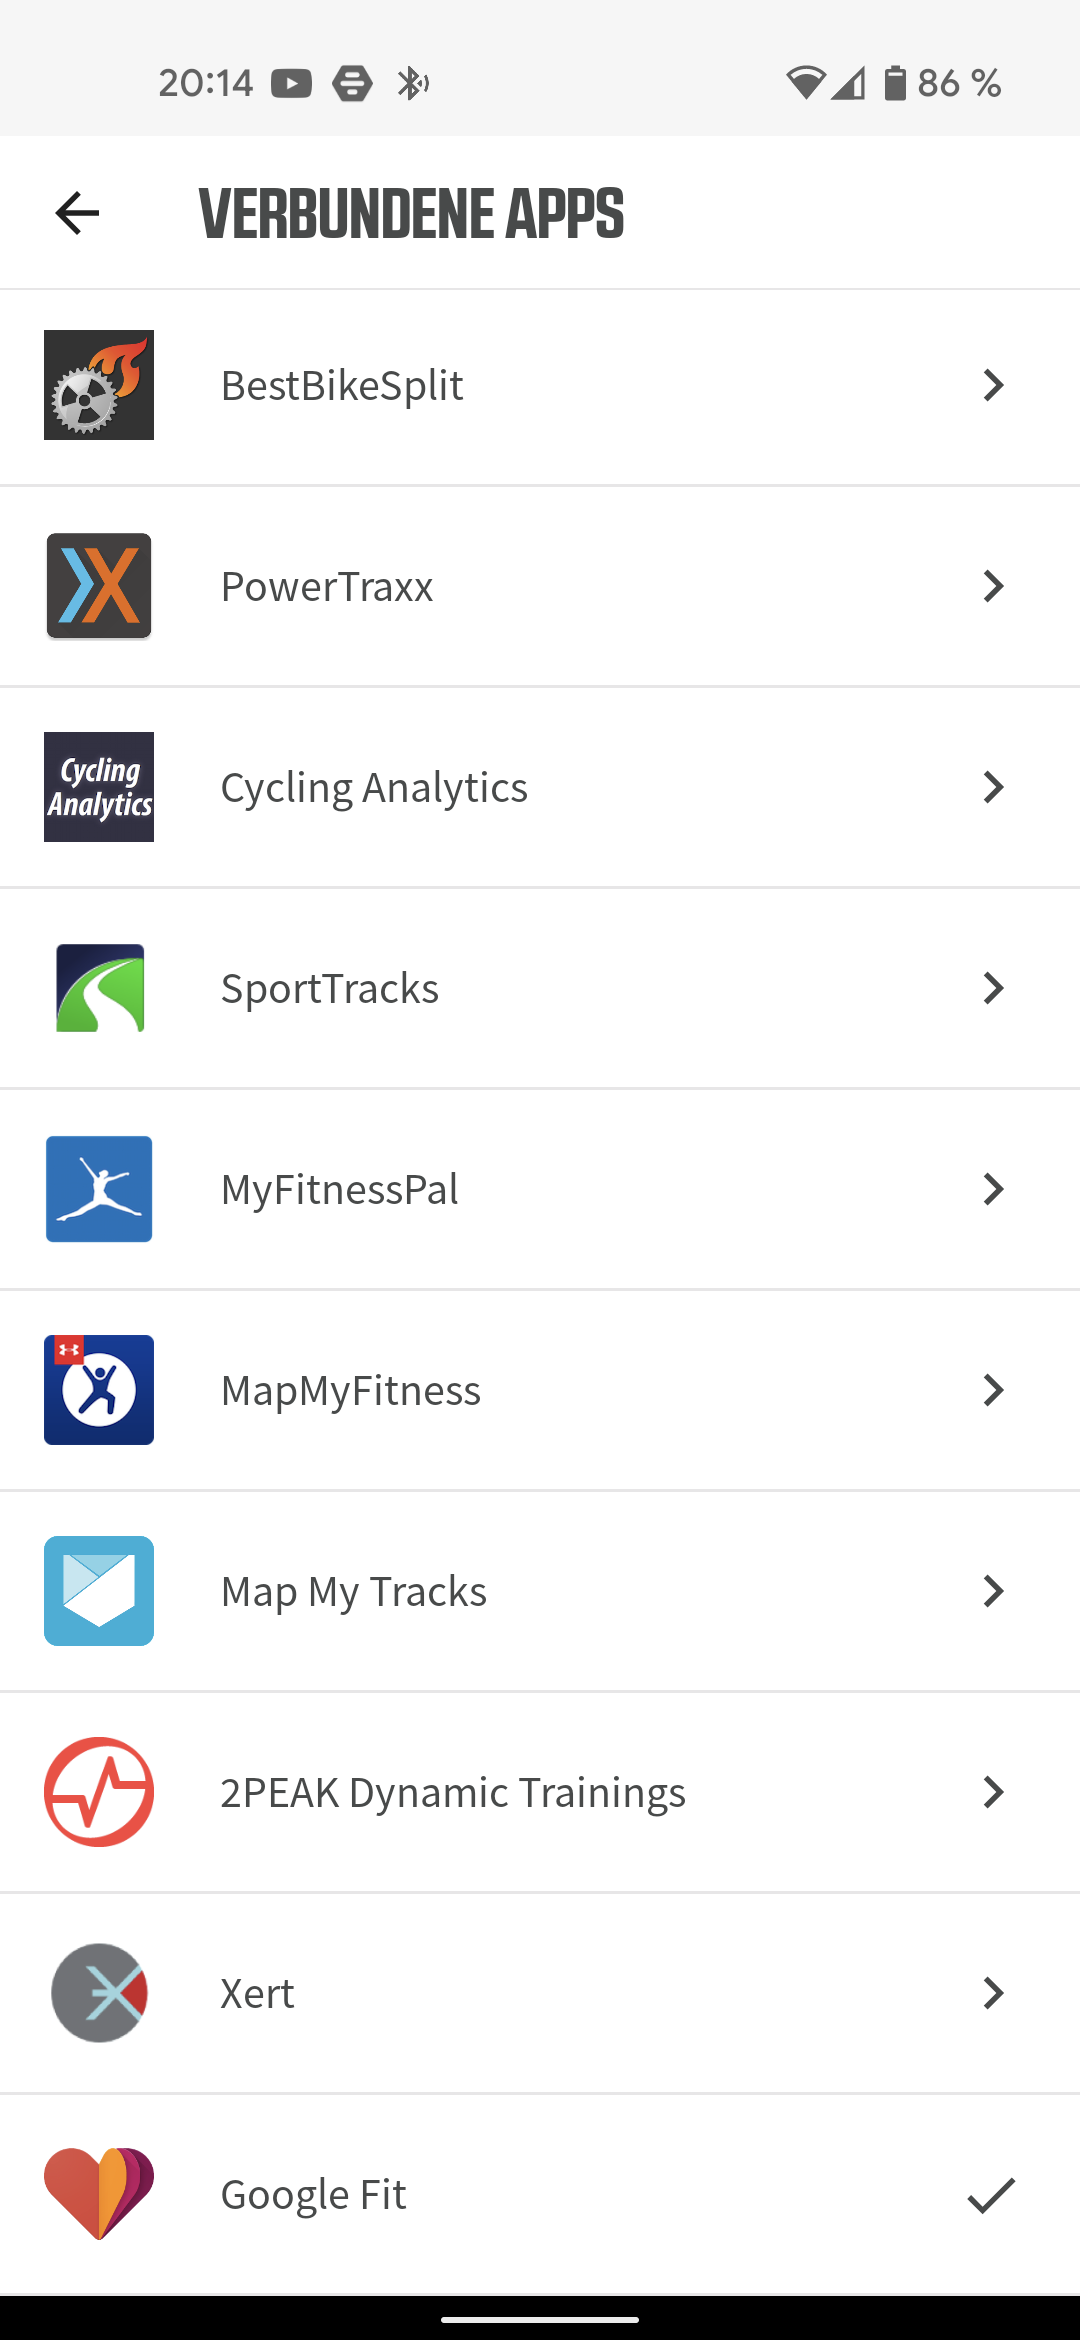 20:14
86 %
VERBUNDENE APPS
BestBikeSplit
PowerTraxx
Cycling
Analytics
Cycling Analytics
SportTracks
MyFitnessPal
MapMyFitness
Map My Tracks
2PEAK Dynamic Trainings
Xert
Google Fit